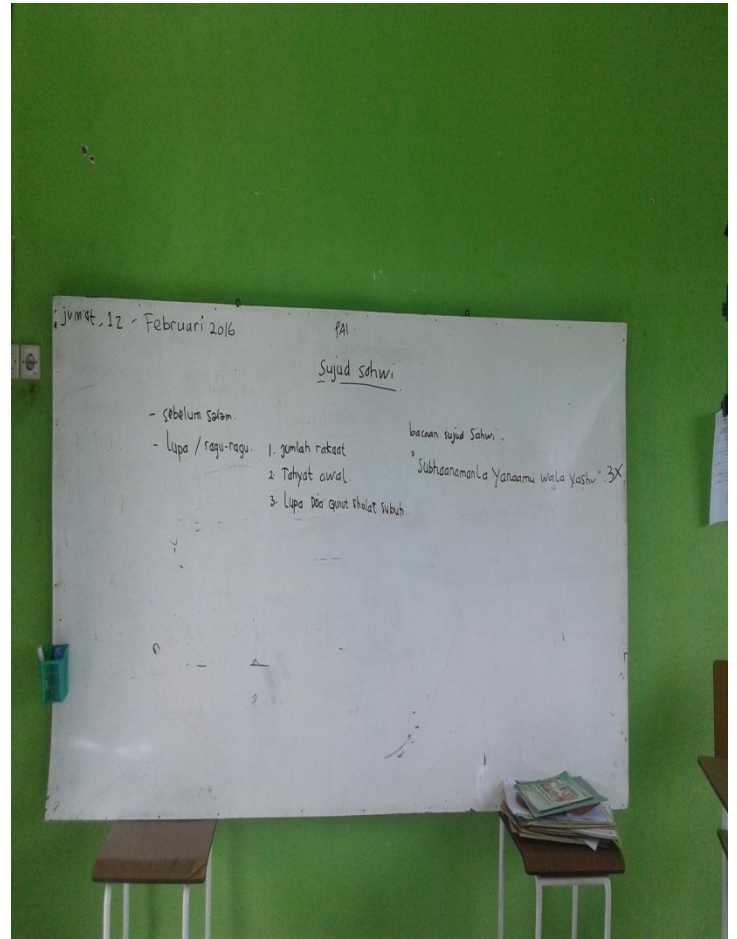 jum'at, 12 - Februari 2016
PAI
Sujud sahwi
- sebelum salam.
- Lupa / ragu-ragu.
1. jumlah rakaat
2. Tahyat awal.
3. Lupa Doa qunut sholat subuh.
bacaan sujud Sahwi.
"Subhaanamanla Yanaamu wala Yashu". 3X